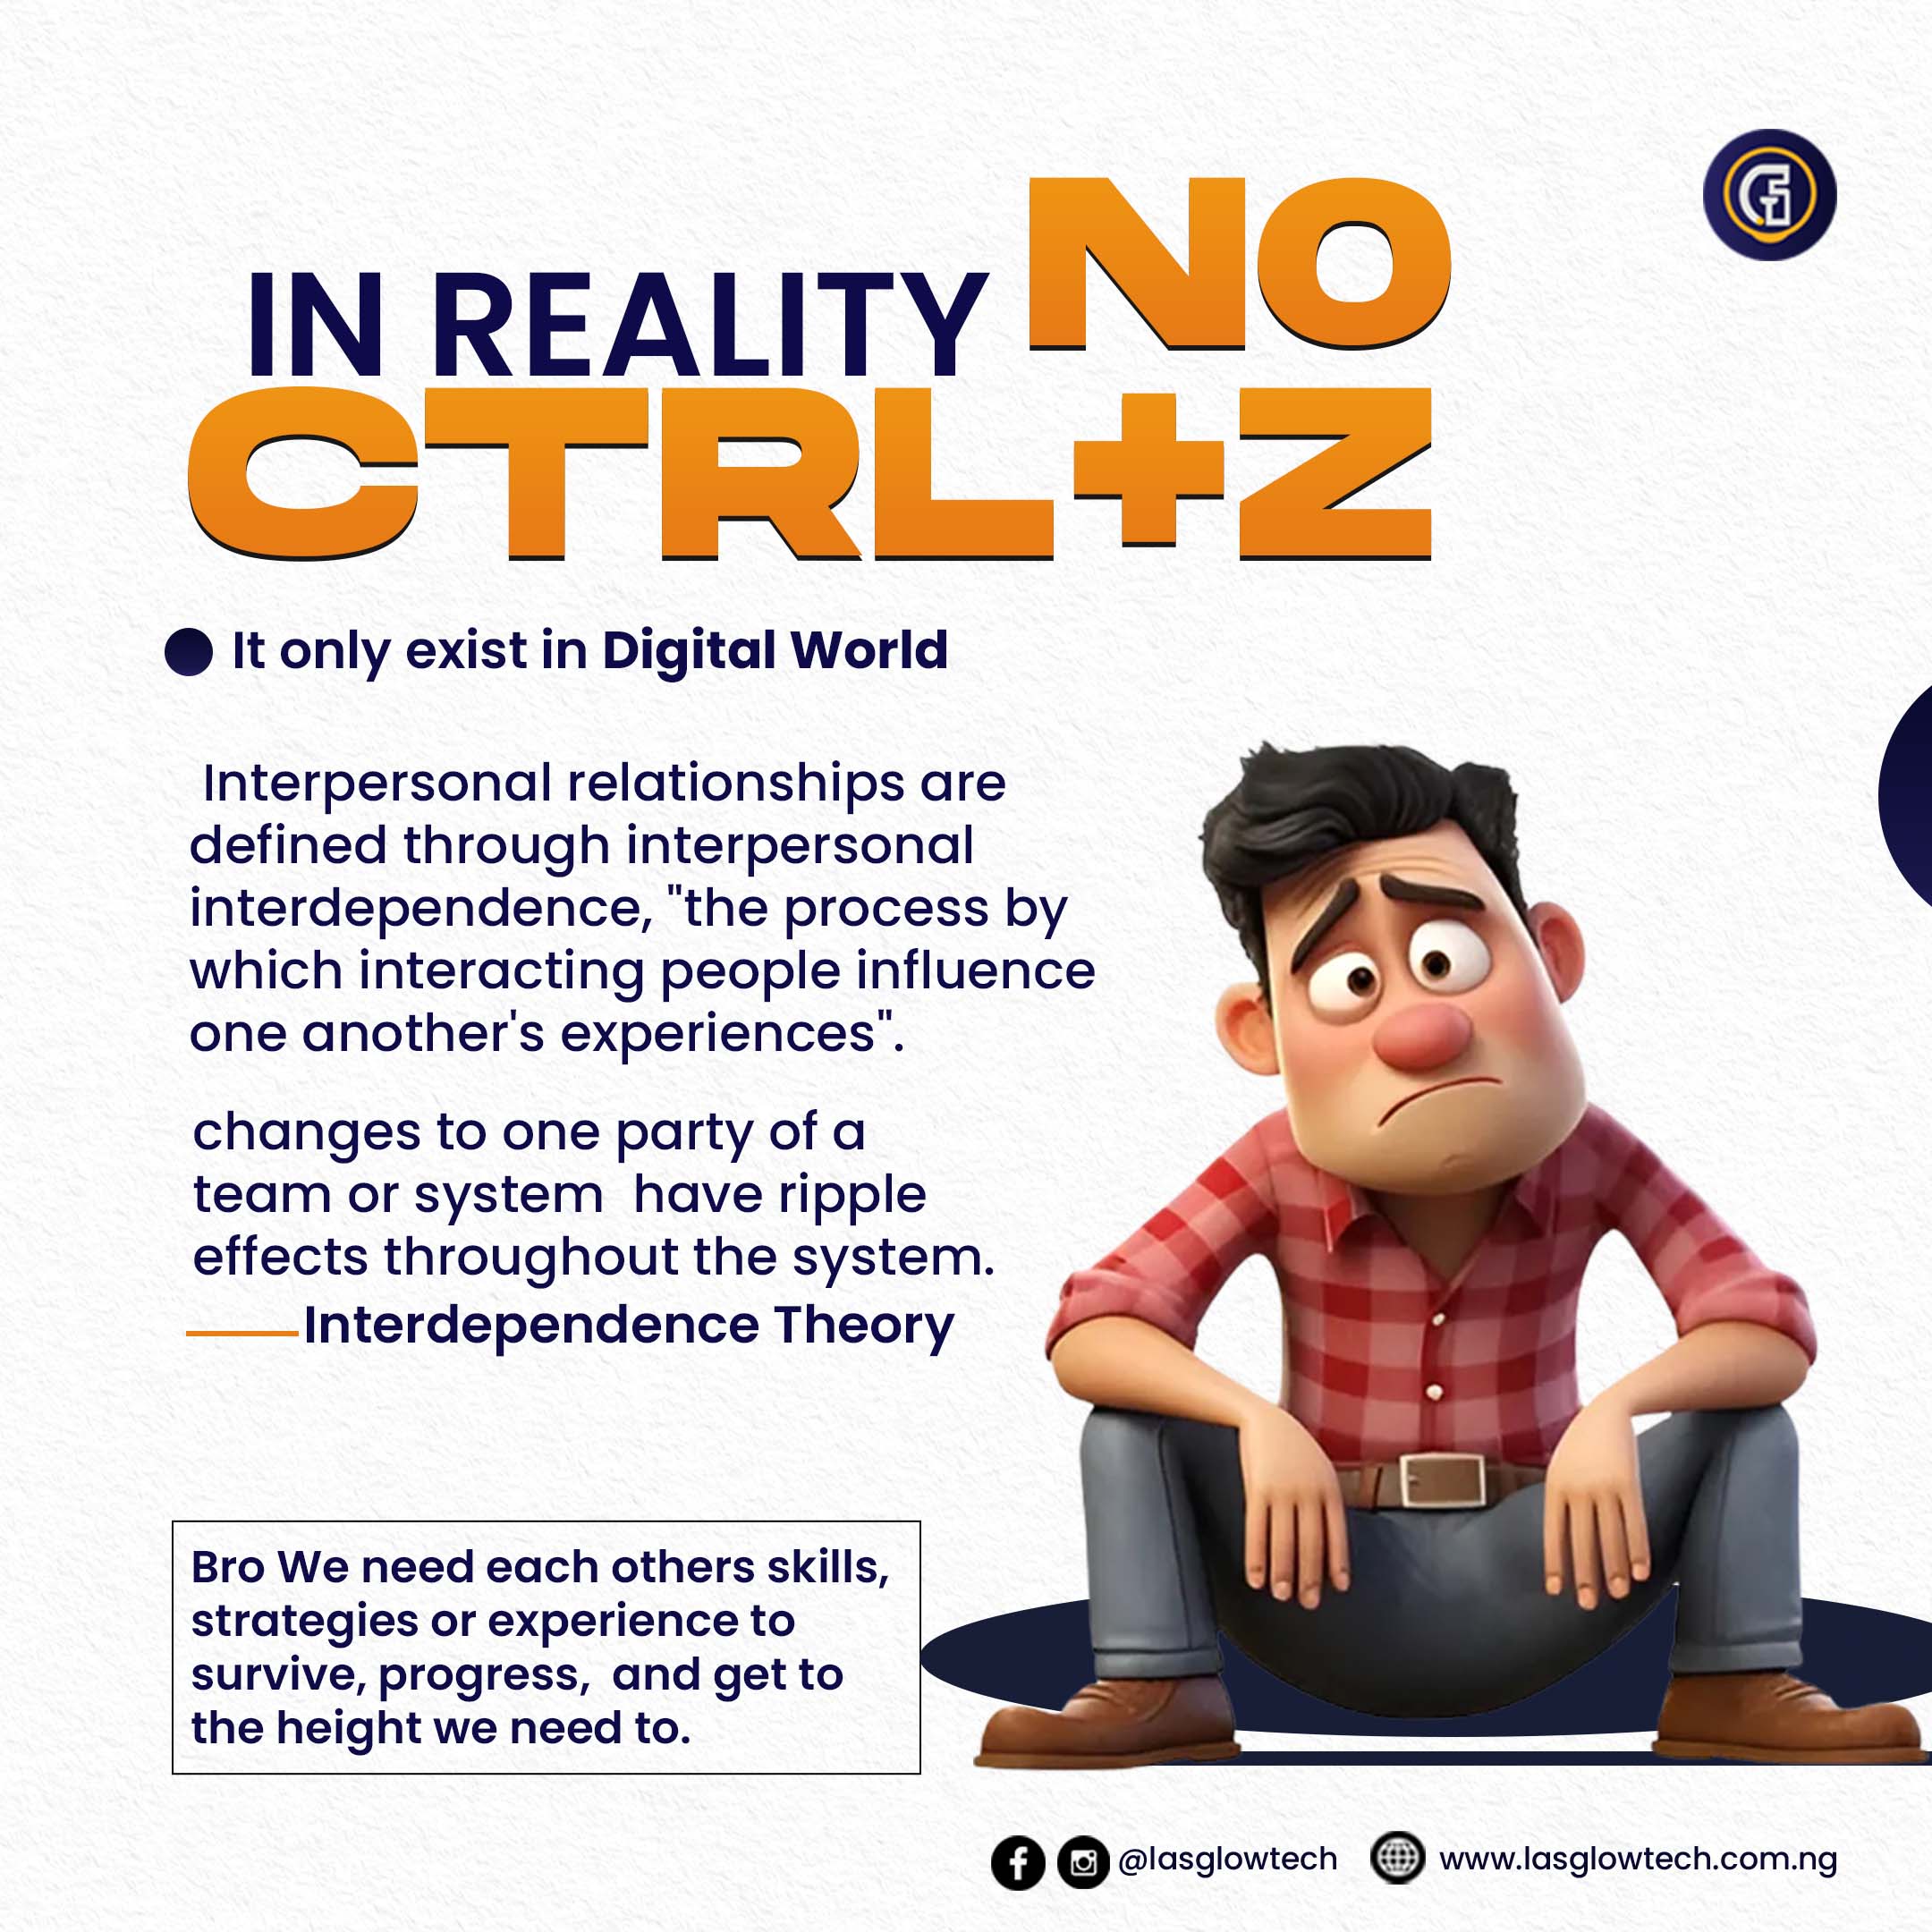 IN REALITY NO
CTRL+Z
It only exist in Digital World
Interpersonal relationships are
defined through interpersonal
interdependence, "the process by
which interacting people influence
one another's experiences".
changes to one party of a
team or system have ripple
effects throughout the system.
Interdependence Theory
Bro We need each others skills,
strategies or experience to
survive, progress, and get to
the height we need to.
@lasglowtech www.lasglowtech.com.ng